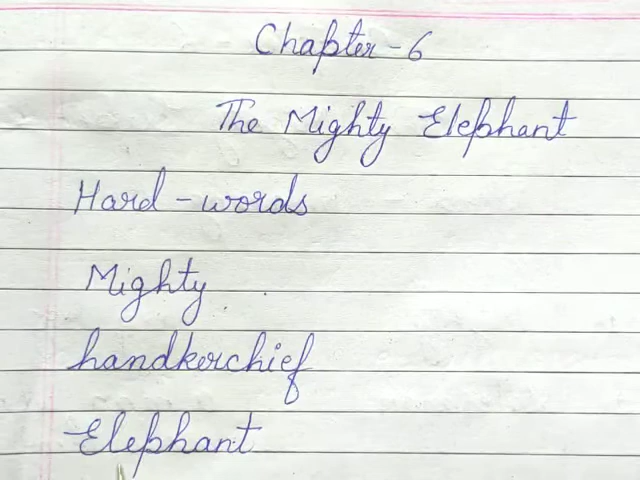 Chapter-6
The Mighty Elephant
Hard-words
Mighty
handkerchief
Elephant